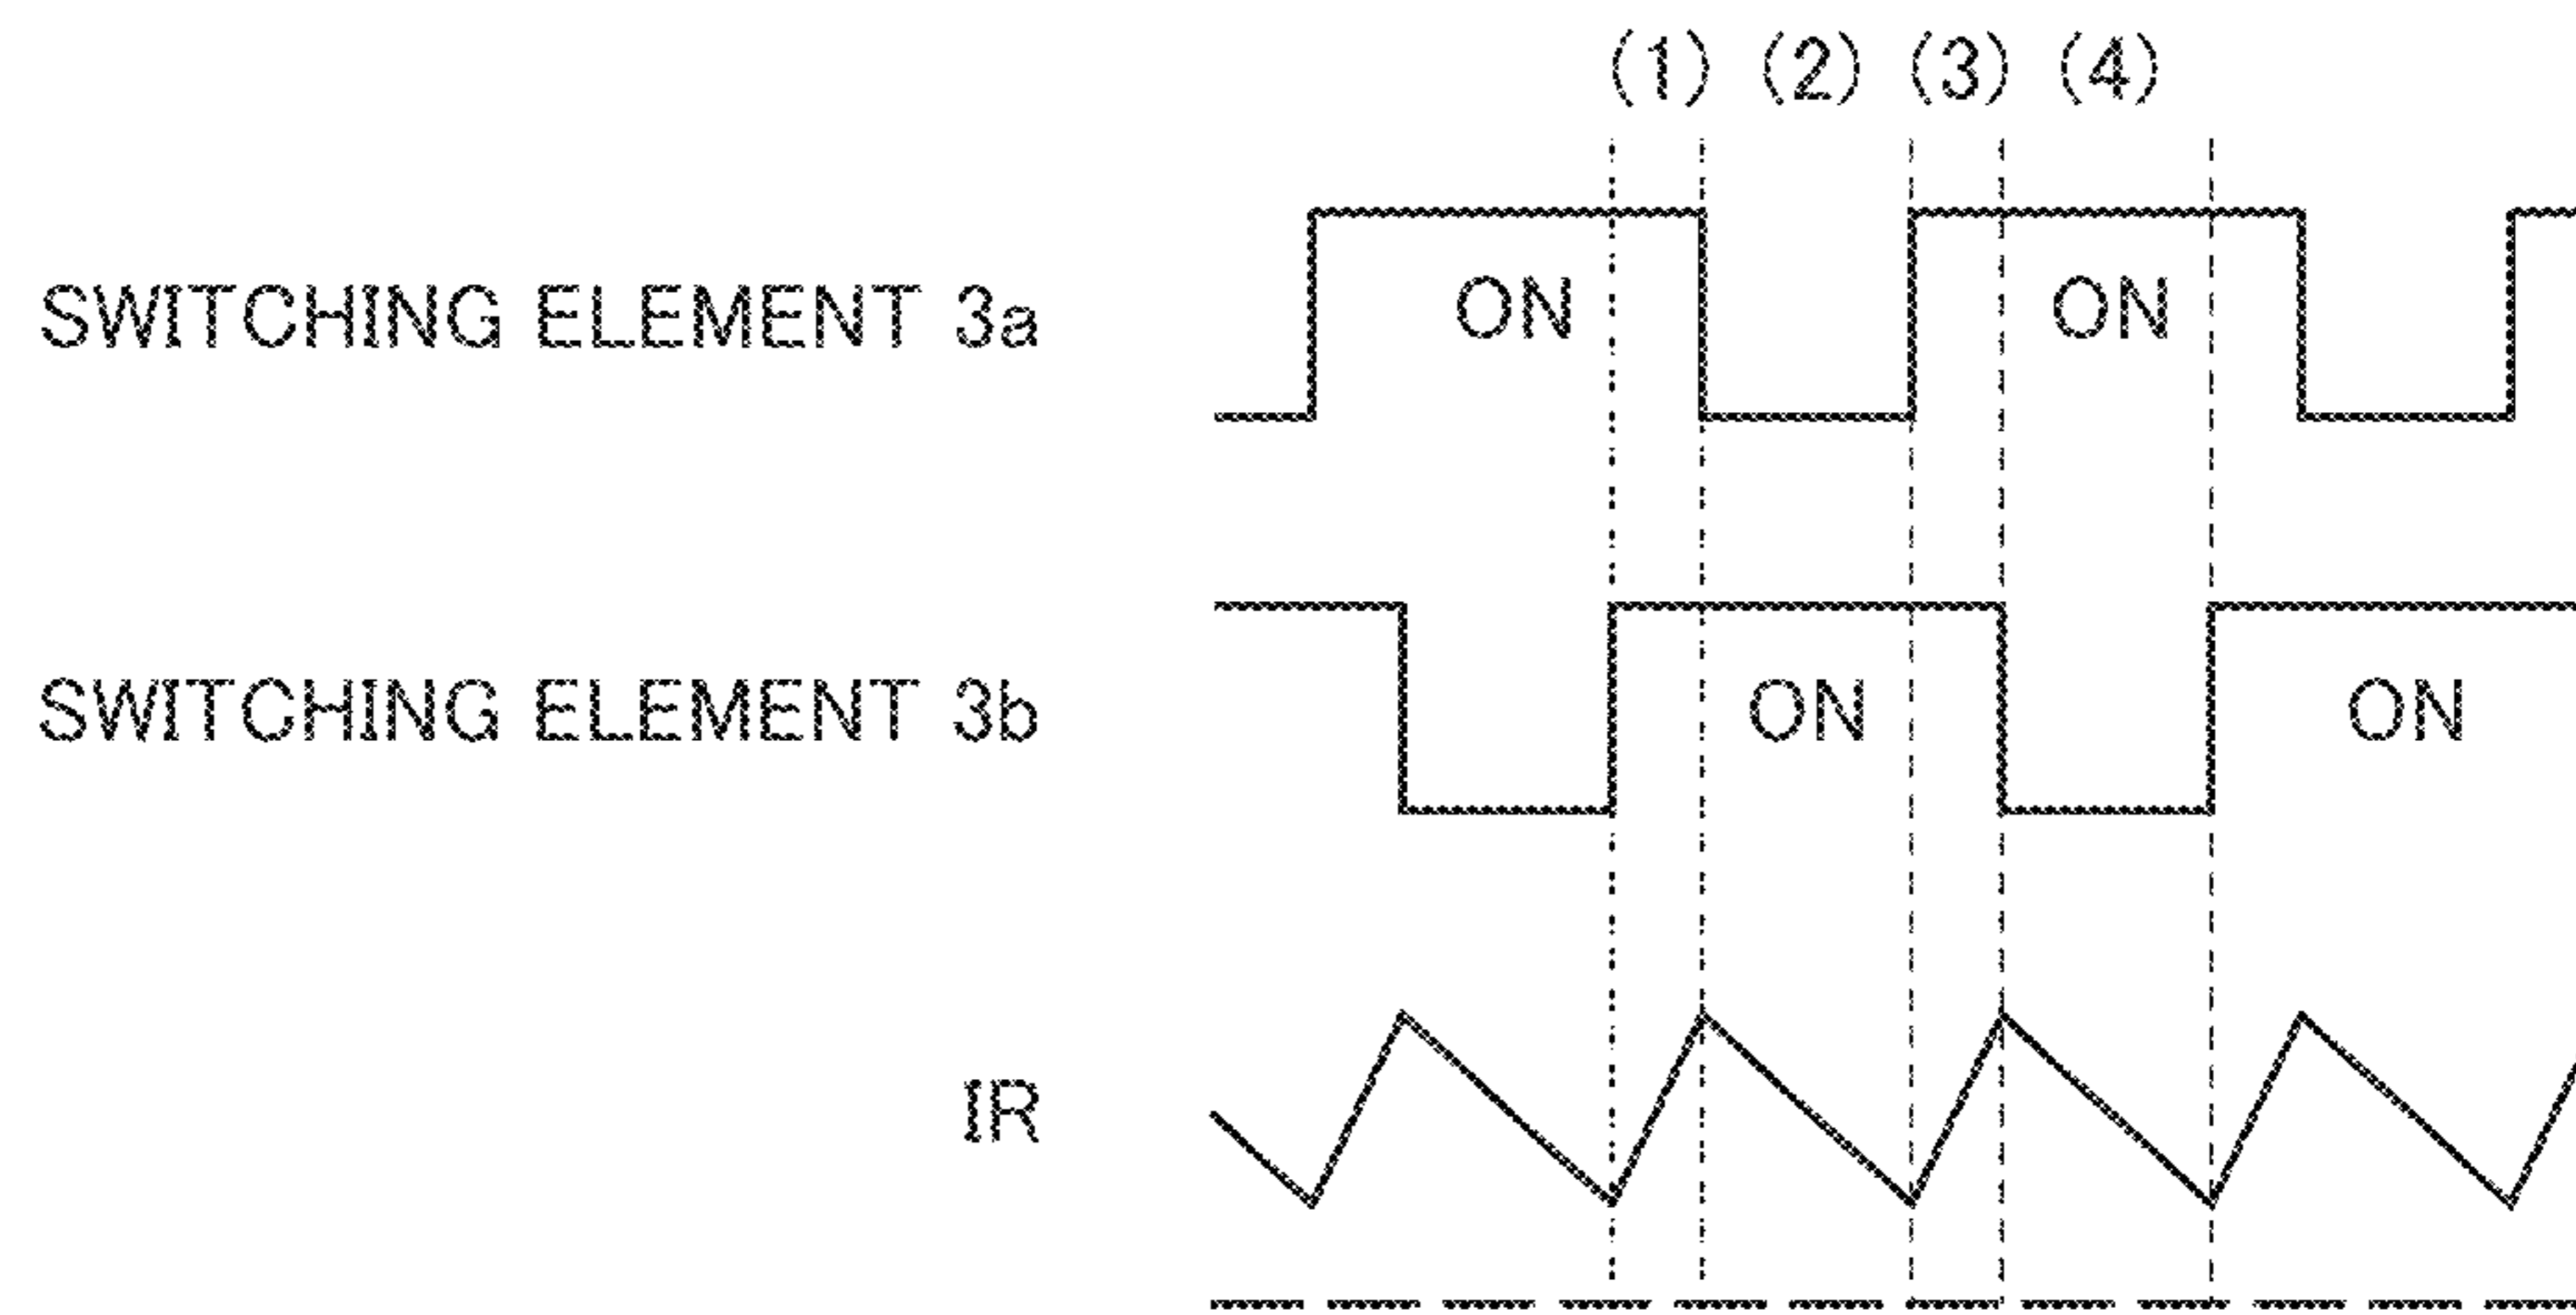 (1) (2) (3) (4)
SWITCHING ELEMENT 3a
ON ON
SWITCHING ELEMENT 3b
ON ON
IR